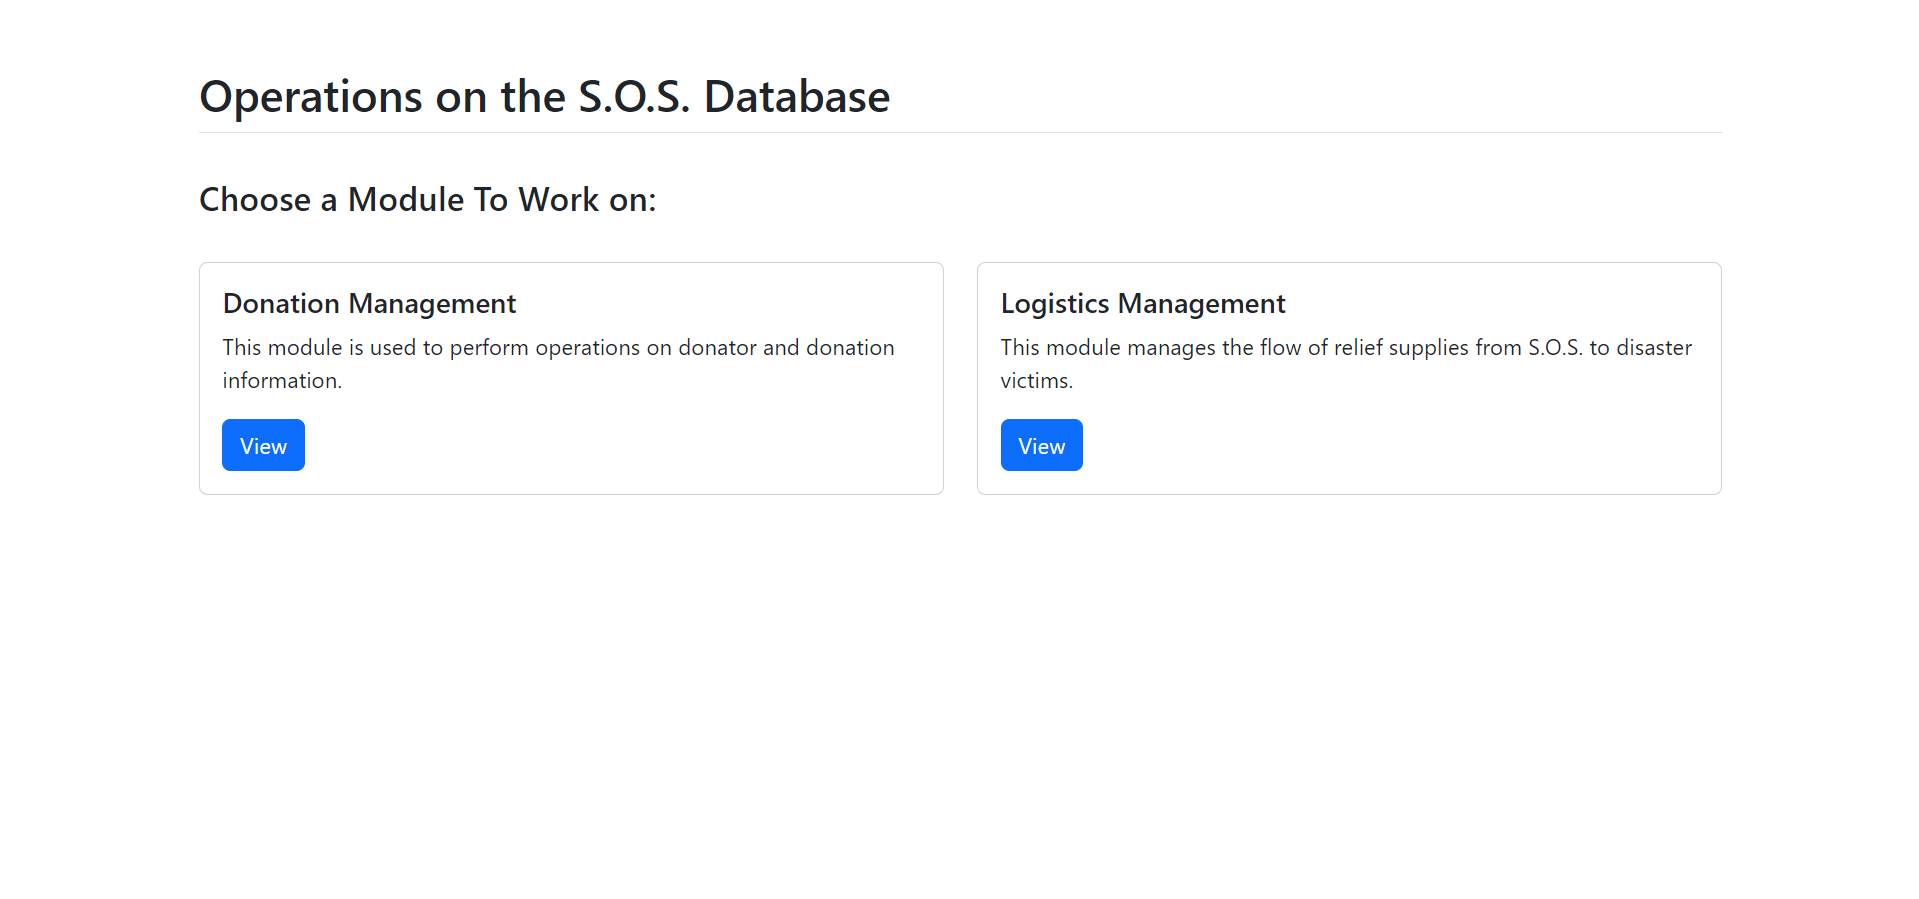 Operations on the S.O.S. Database
Choose a Module To Work on:
Donation Management
This module is used to perform operations on donator and donation
information.
View
Logistics Management
This module manages the flow of relief supplies from S.O.S. to disaster
victims.
View